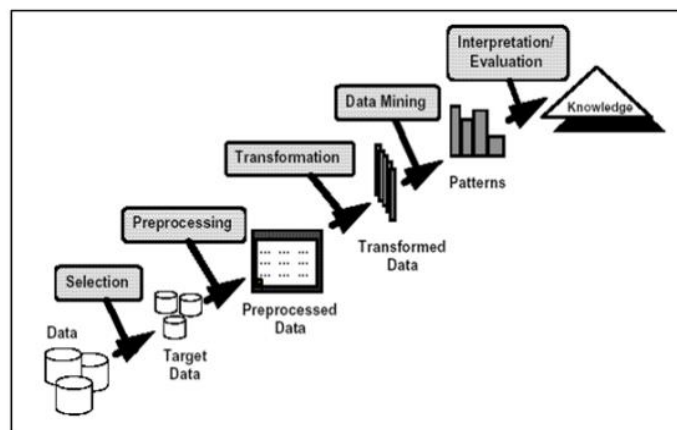 Interpretation/
Evaluation
Data Mining
Knowledge
Transformation
Patterns
Preprocessing
Transformed
Data
Selection
Preprocessed
Data
Data
Target
Data